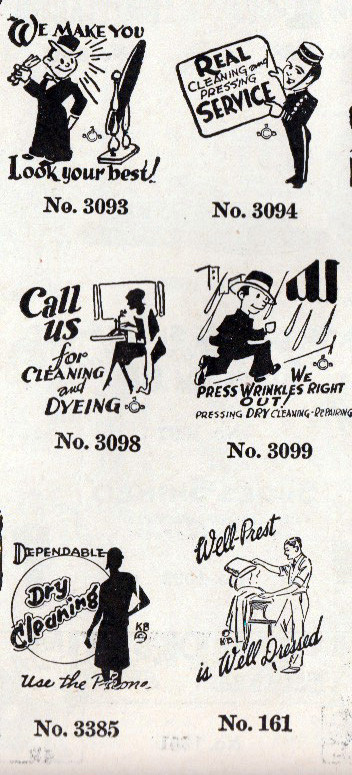 WE MAKE YOU
Look your best!
No. 3093
REAL
CLEANING and
PRESSING
SERVICE
No. 3094
Call
us
for
CLEANING
and
DYEING
No. 3098
WE
PRESS WRINKLES RIGHT
OUT!
PRESSING DRY CLEANING-REPAIRING
No. 3099
DEPENDABLE
Dry
Cleaning
KB
Use the Phone
No. 3385
Well-Prest
KB
is Well Dressed
No. 161